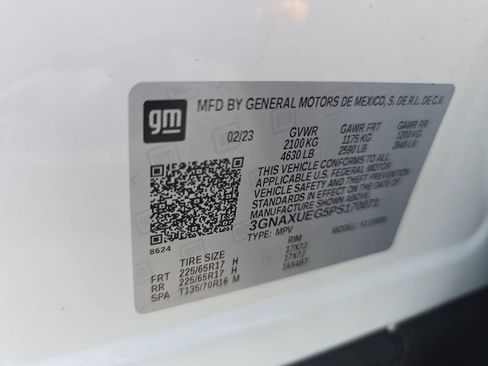 gm
MFD BY GENERAL MOTORS DE MEXICO, S. DE R.L. DE C.V.
02/23 GVWR GAWR FRT GAWR RR
2100 KG 1175 KG 1200 KG
4630 LB 2590 LB 2646 LB
THIS VEHICLE CONFORMS TO ALL
APPLICABLE U.S. FEDERAL MOTOR
VEHICLE SAFETY
STANDARDS IN EFFECT ON THE DATE OF
MANUFACTURE SHOWN ABOVE.
3GNAXUEG5PS170071
TYPE: MPV MODEL:
8624
TIRE SIZE RIM
FRT 225/65R17 H 17X7J
RR 225/65R17 H 17X7J
SPA T135/70R16 M 16X4BT